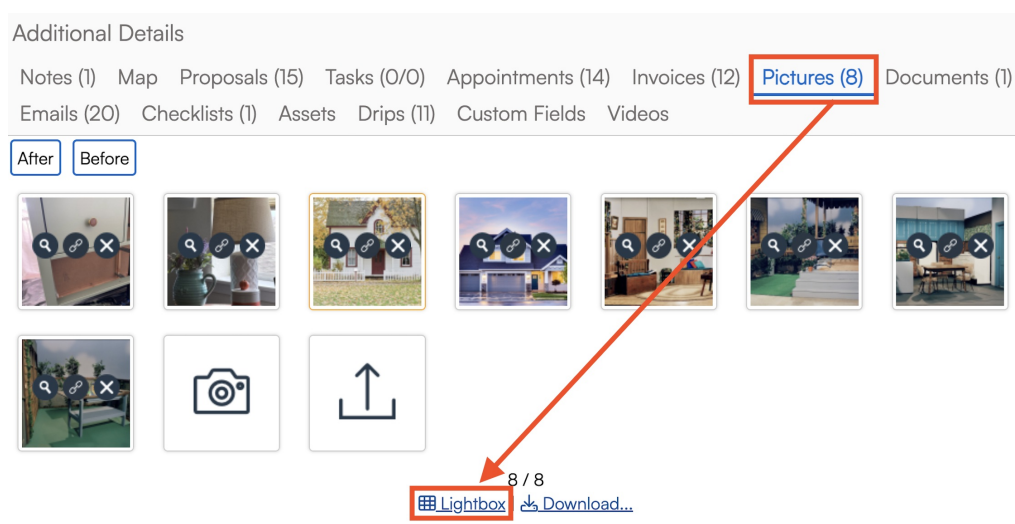 Additional Details
Notes (1) Map Proposals (15) Tasks (0/0) Appointments (14) Invoices (12) Pictures (8) Documents (1)
Emails (20) Checklists (1) Assets Drips (11) Custom Fields Videos
After Before
8 / 8
Lightbox Download...